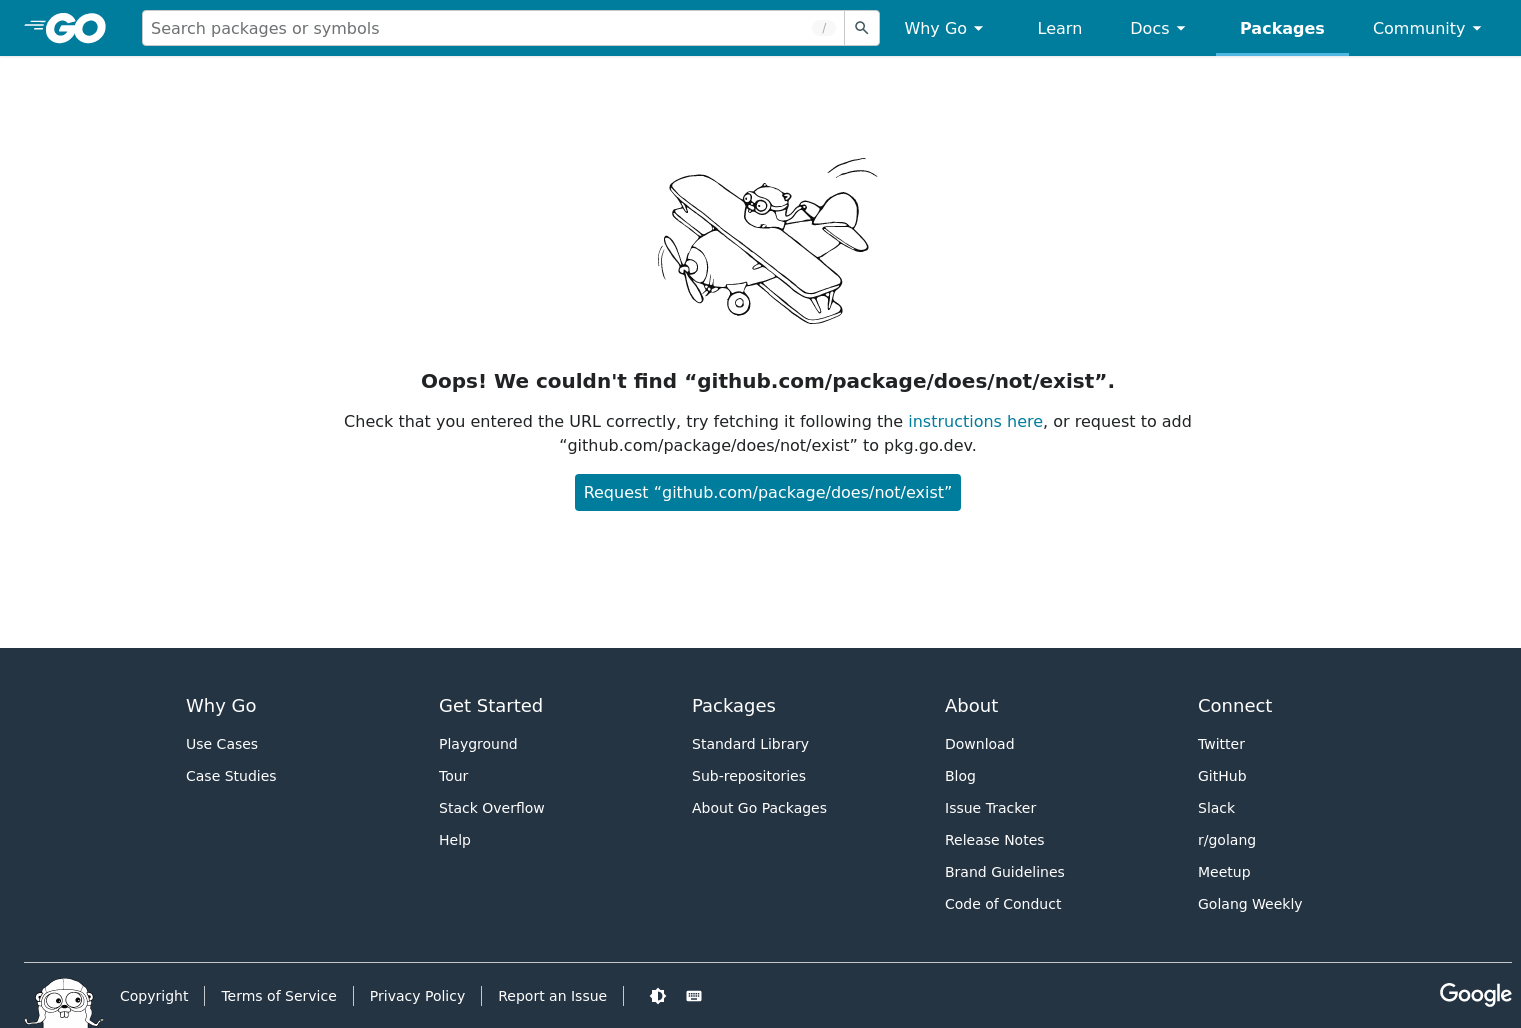 GO
Search packages or symbols
/
Why Go
Learn
Docs
Packages
Community
Oops! We couldn't find “github.com/package/does/not/exist”.
Check that you entered the URL correctly, try fetching it following the instructions here, or request to add
“github.com/package/does/not/exist” to pkg.go.dev.
Request “github.com/package/does/not/exist”
Why Go
Use Cases
Case Studies
Get Started
Playground
Tour
Stack Overflow
Help
Packages
Standard Library
Sub-repositories
About Go Packages
About
Download
Blog
Issue Tracker
Release Notes
Brand Guidelines
Code of Conduct
Connect
Twitter
GitHub
Slack
r/golang
Meetup
Golang Weekly
Copyright
Terms of Service
Privacy Policy
Report an Issue
Google